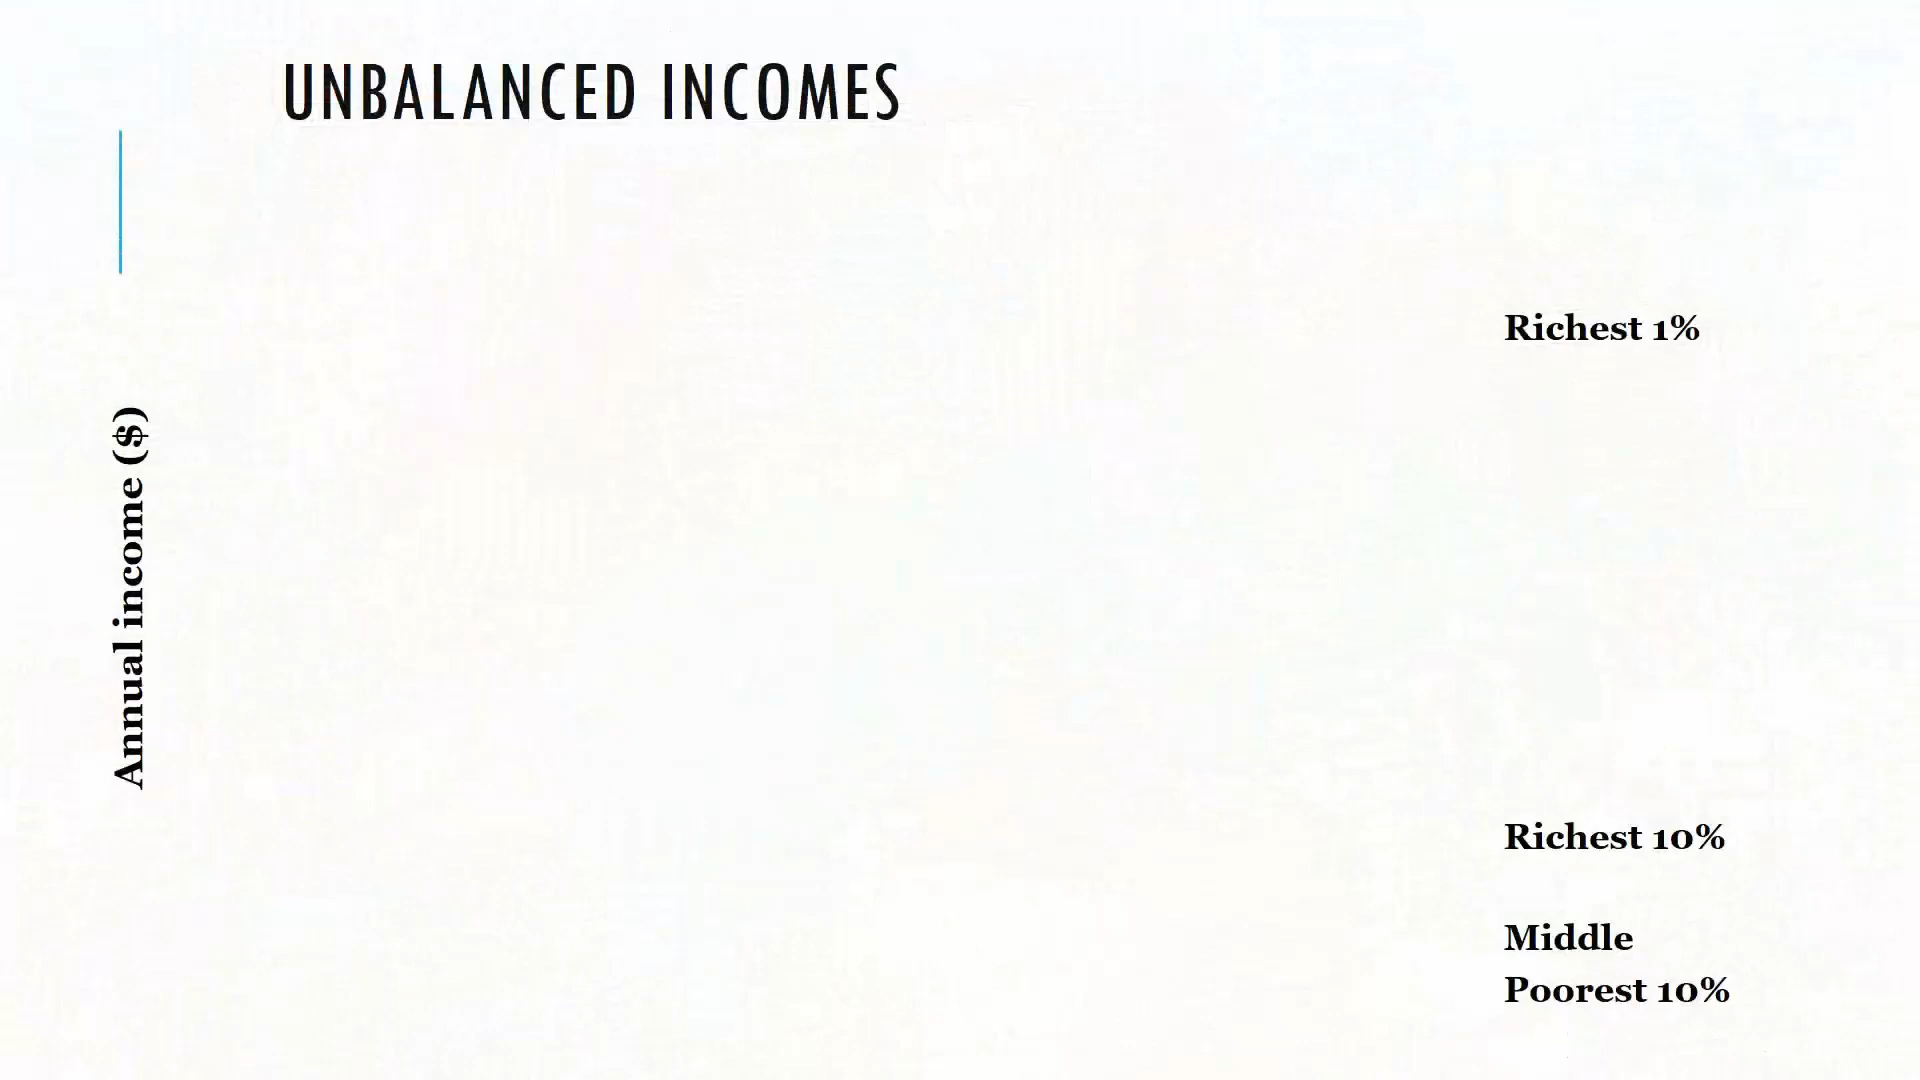 UNBALANCED INCOMES
Annual income ($)
Richest 1%
Richest 10%
Middle
Poorest 10%